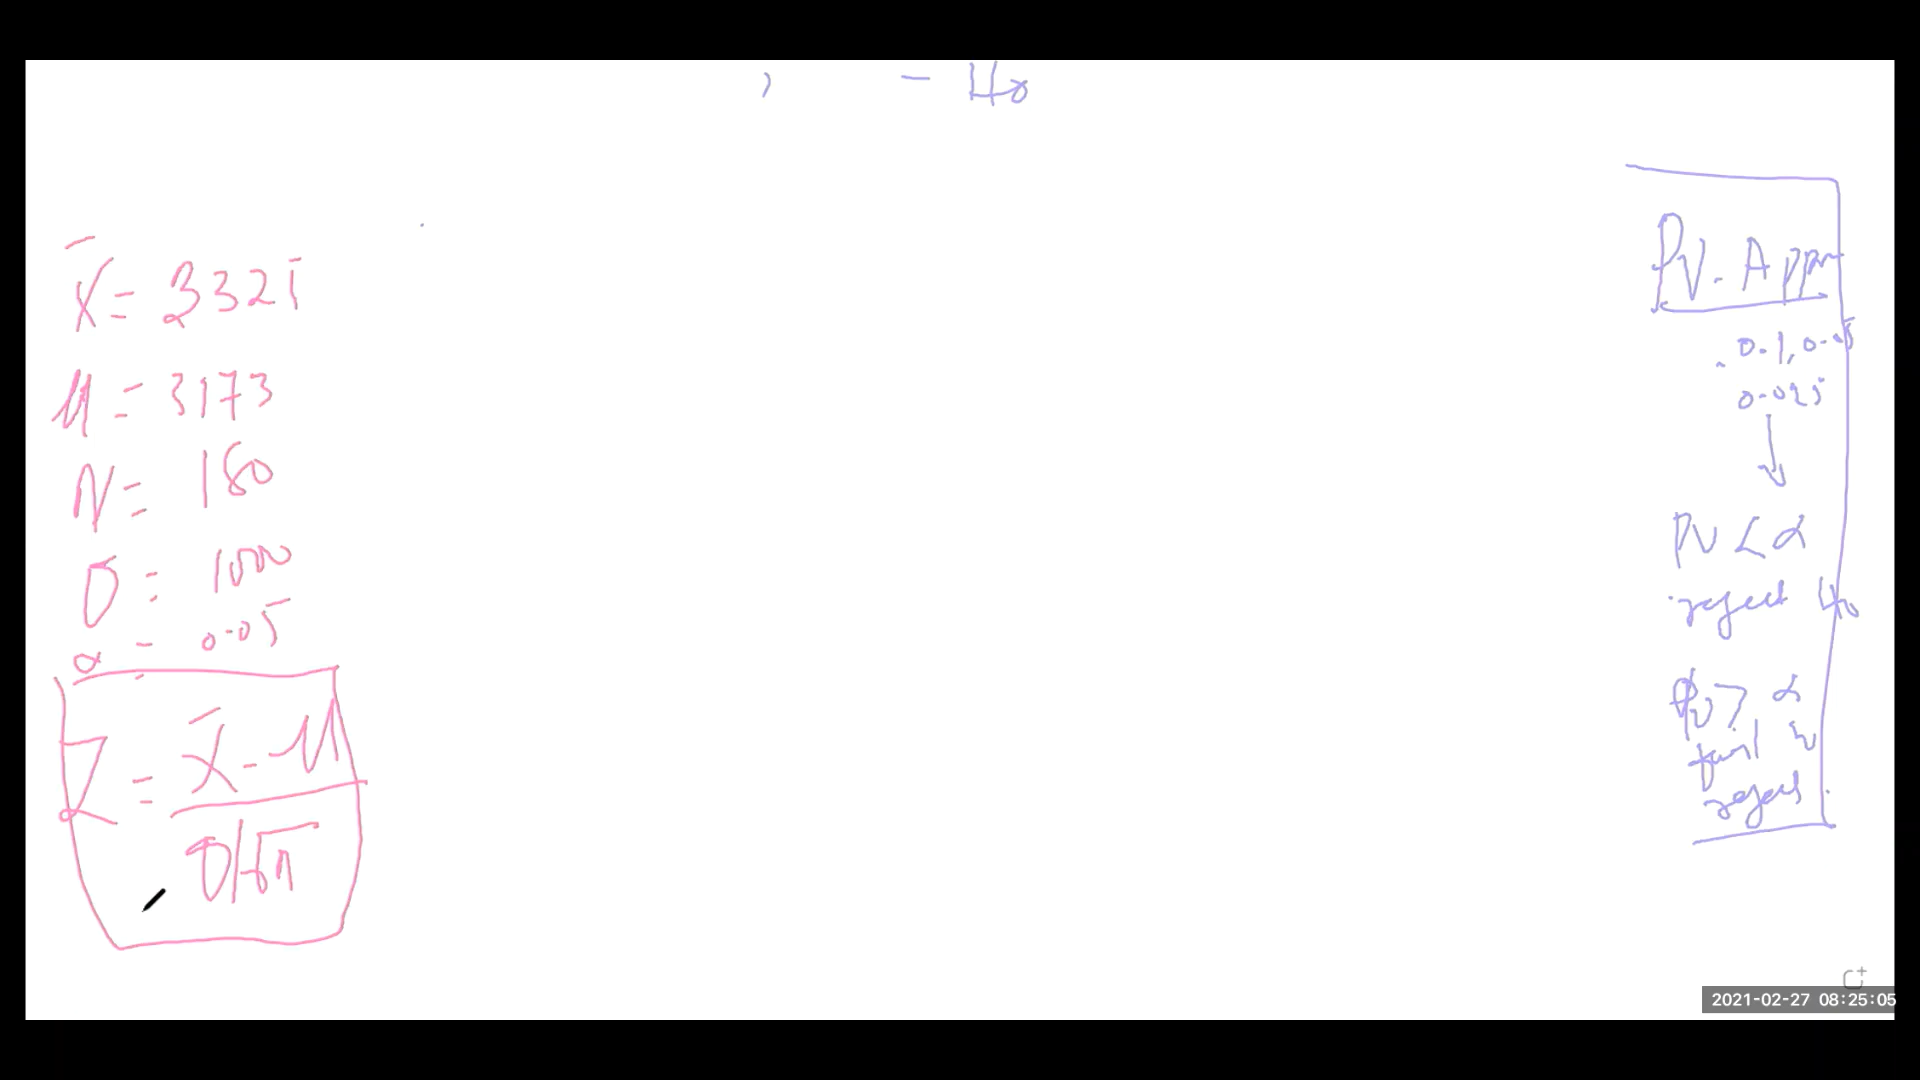 , - H₀
X̄ = 3325
μ = 3173
N = 180
σ = 1000
α = 0.05
Z = x̄ - μ
σ/√n
PV. Appr
0.1, 0.05
0.025
PV < α
reject H₀
PV > α
fail to
reject
2021-02-27 08:25:05